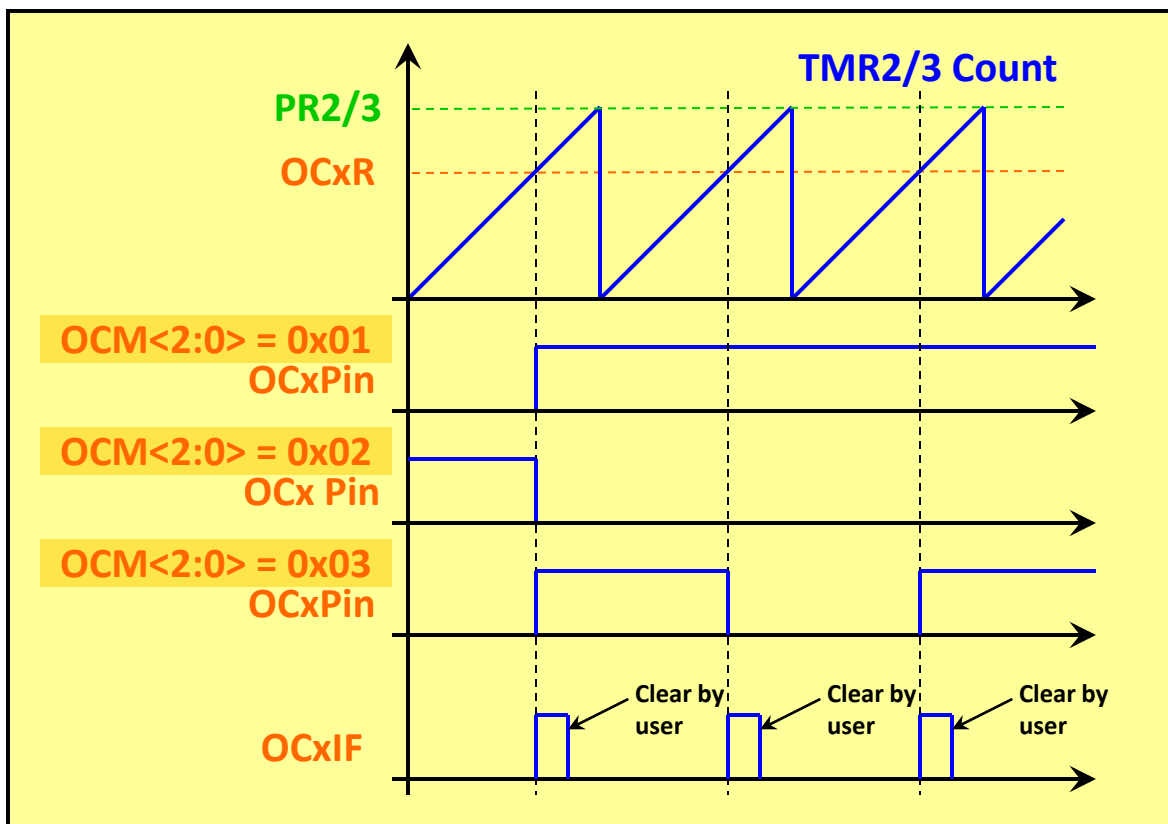 TMR2/3 Count
PR2/3
OCxR
OCM<2:0> = 0x01
OCxPin
OCM<2:0> = 0x02
OCx Pin
OCM<2:0> = 0x03
OCxPin
Clear by
user
Clear by
user
Clear by
user
OCxIF